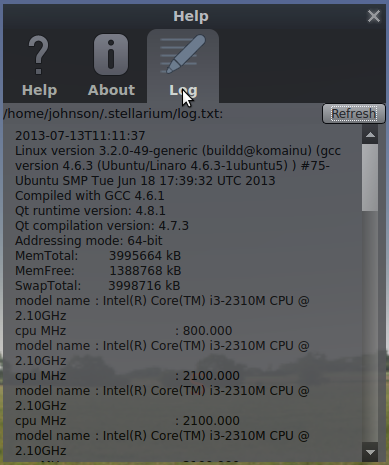 Help
Help About Log
/home/johnson/.stellarium/log.txt: Refresh
2013-07-13T11:11:37
Linux version 3.2.0-49-generic (buildd@komainu) (gcc
version 4.6.3 (Ubuntu/Linaro 4.6.3-1ubuntu5) ) #75-
Ubuntu SMP Tue Jun 18 17:39:32 UTC 2013
Compiled with GCC 4.6.1
Qt runtime version: 4.8.1
Qt compilation version: 4.7.3
Addressing mode: 64-bit
MemTotal: 3995664 kB
MemFree: 1388768 kB
SwapTotal: 3998716 kB
model name : Intel(R) Core(TM) i3-2310M CPU @
2.10GHz
cpu MHz : 800.000
model name : Intel(R) Core(TM) i3-2310M CPU @
2.10GHz
cpu MHz : 2100.000
model name : Intel(R) Core(TM) i3-2310M CPU @
2.10GHz
cpu MHz : 2100.000
model name : Intel(R) Core(TM) i3-2310M CPU @
2.10GHz